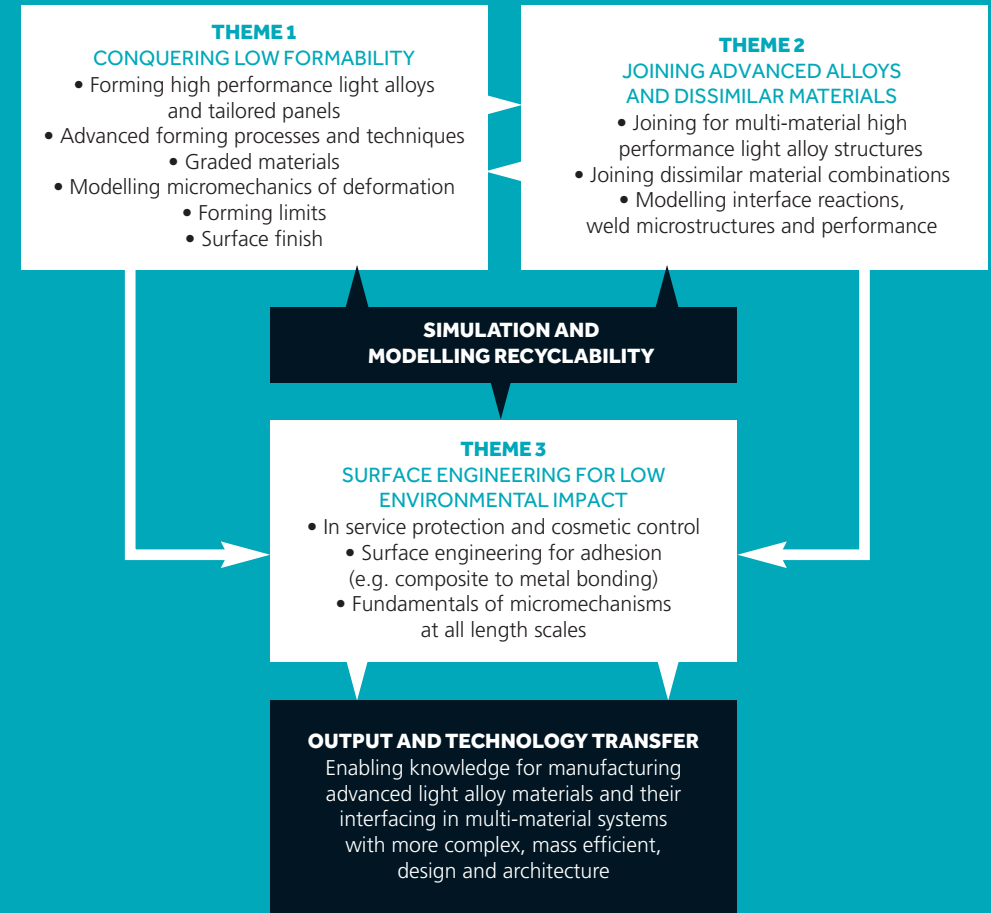 THEME 1
CONQUERING LOW FORMABILITY
• Forming high performance light alloys
and tailored panels
• Advanced forming processes and techniques
• Graded materials
• Modelling micromechanics of deformation
• Forming limits
• Surface finish
THEME 2
JOINING ADVANCED ALLOYS
AND DISSIMILAR MATERIALS
• Joining for multi-material high
performance light alloy structures
• Joining dissimilar material combinations
• Modelling interface reactions,
weld microstructures and performance
SIMULATION AND
MODELLING RECYCLABILITY
THEME 3
SURFACE ENGINEERING FOR LOW
ENVIRONMENTAL IMPACT
• In service protection and cosmetic control
• Surface engineering for adhesion
(e.g. composite to metal bonding)
• Fundamentals of micromechanisms
at all length scales
OUTPUT AND TECHNOLOGY TRANSFER
Enabling knowledge for manufacturing
advanced light alloy materials and their
interfacing in multi-material systems
with more complex, mass efficient,
design and architecture